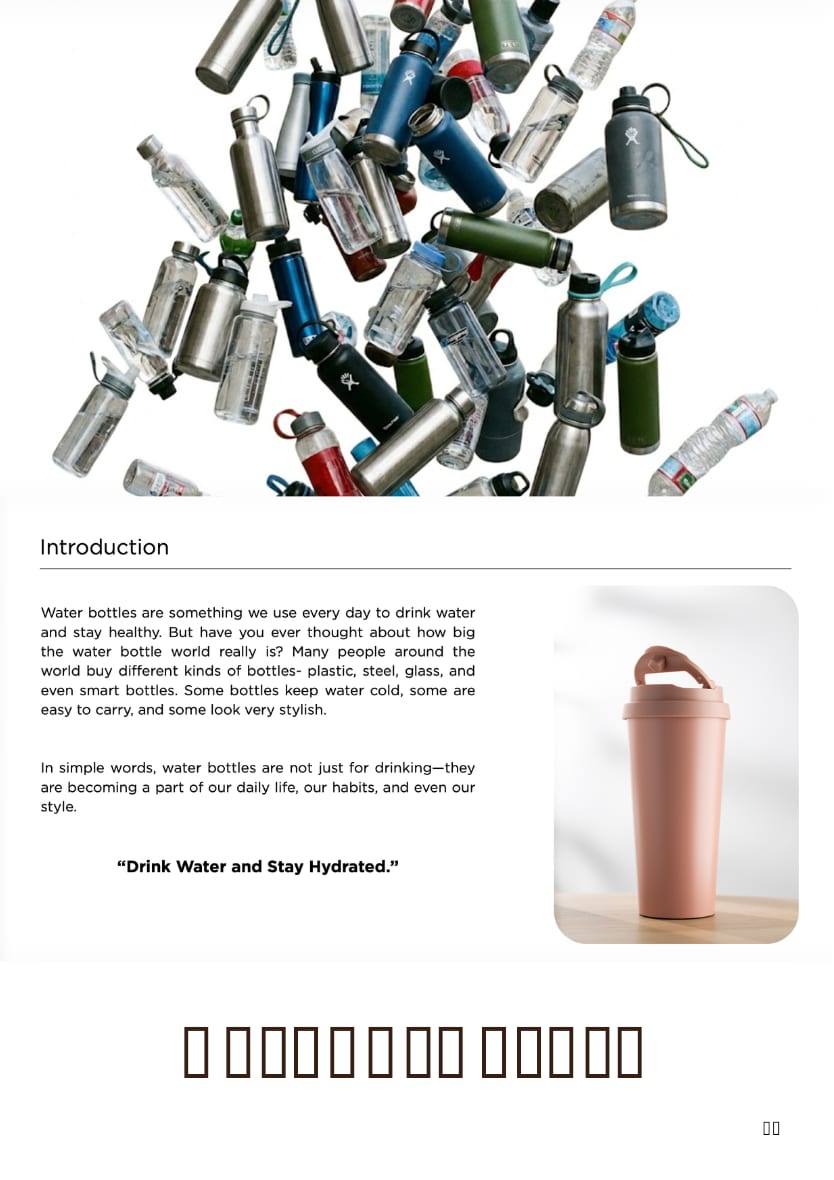 Introduction
Water bottles are something we use every day to drink water
and stay healthy. But have you ever thought about how big
the water bottle world really is? Many people around the
world buy different kinds of bottles- plastic, steel, glass, and
even smart bottles. Some bottles keep water cold, some are
easy to carry, and some look very stylish.
In simple words, water bottles are not just for drinking—they
are becoming a part of our daily life, our habits, and even our
style.
“Drink Water and Stay Hydrated.”